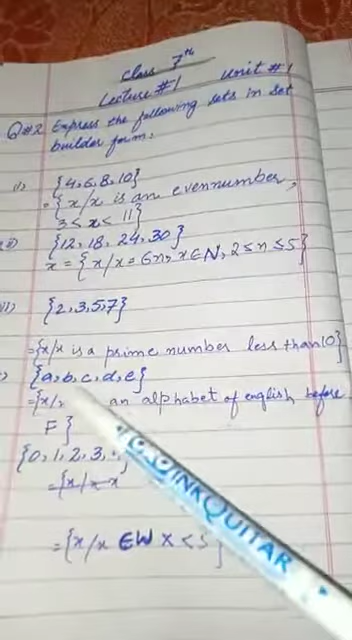 Class 7th
Lecture #1 Unit #1
Q#2 Express the following sets in set
builder form.
i) {4,6,8,10}
= {x/x is an even number,
3 < x < 11}
ii) {12, 18, 24, 30}
x = {x/x = 6n, x∈N, 2 ≤ n ≤ 5}
iii) {2,3,5,7}
={x/x is a prime number less than 10}
{a,b,c,d,e}
={x/ an alphabet of english before
F}
{0,1,2,3,
={x/x
={x/x ∈W X < 5}
INK QUITAR